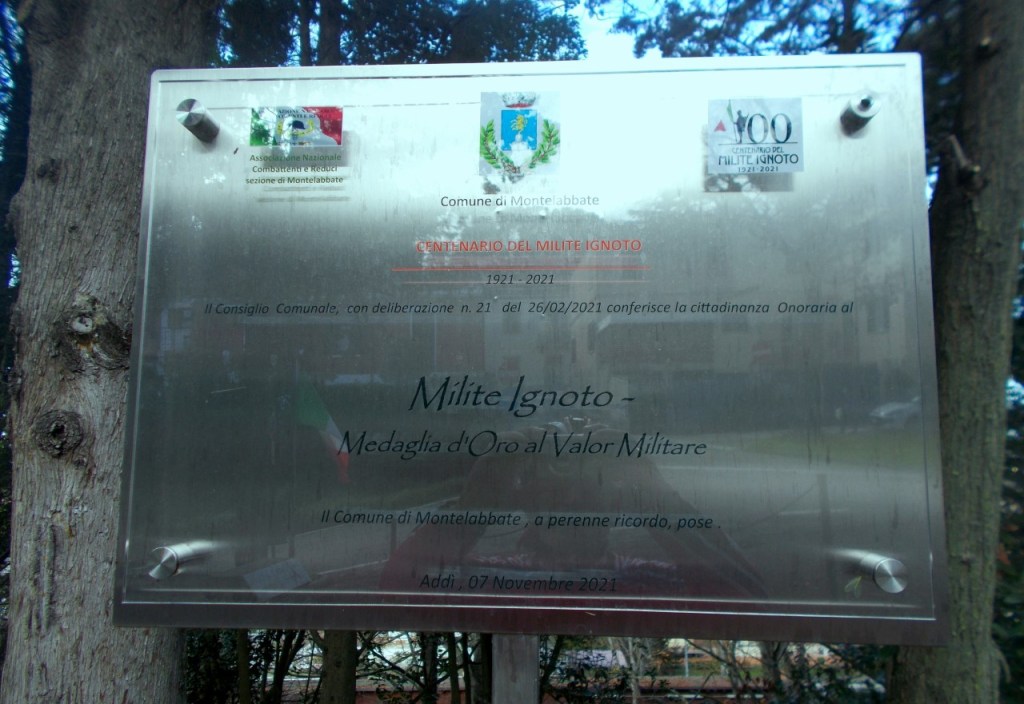 Associazione Nazionale
Combattenti e Reduci
sezione di Montelabbate
100
CENTENARIO DEL
MILITE IGNOTO
1921-2021
Comune di Montelabbate
CENTENARIO DEL MILITE IGNOTO
1921 - 2021
Il Consiglio Comunale, con deliberazione n. 21 del 26/02/2021 conferisce la cittadinanza Onoraria al
Milite Ignoto -
Medaglia d'Oro al Valor Militare
Il Comune di Montelabbate , a perenne ricordo, pose .
Addì , 07 Novembre 2021